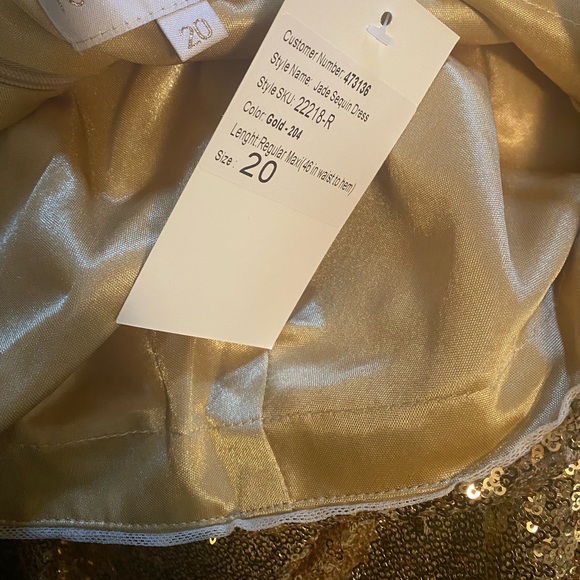 20
Customer Number: 473136
Style Name: Jade Sequin Dress
Style SKU: 22218-R
Color: Gold - 204
Lenght:Regular Maxi( 46 in waist to hem)
Size : 20